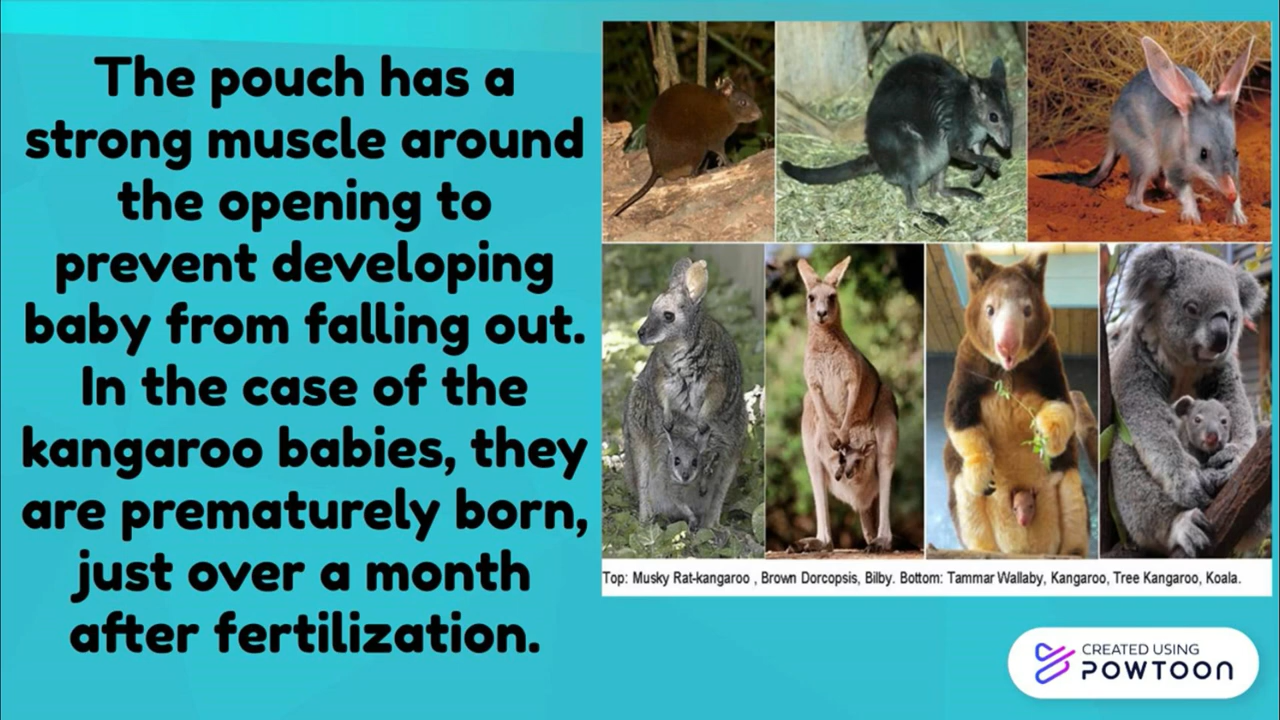 The pouch has a
strong muscle around
the opening to
prevent developing
baby from falling out.
In the case of the
kangaroo babies, they
are prematurely born,
just over a month
after fertilization.
Top: Musky Rat-kangaroo , Brown Dorcopsis, Bilby. Bottom: Tammar Wallaby, Kangaroo, Tree Kangaroo, Koala.
CREATED USING
POWTOON